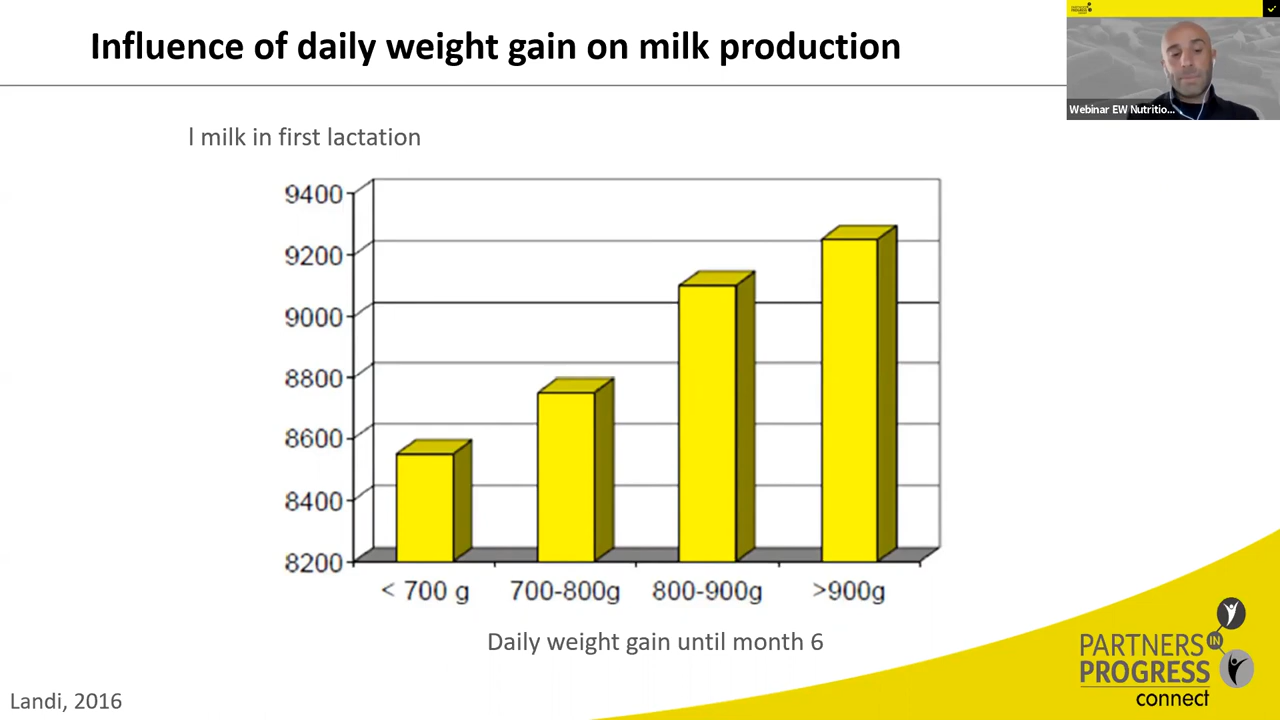 Influence of daily weight gain on milk production
Webinar EW Nutritio...
l milk in first lactation
9400
9200
9000
8800
8600
8400
8200
< 700 g 700-800g 800-900g >900g
Daily weight gain until month 6
Landi, 2016
PARTNERS IN
PROGRESS
connect